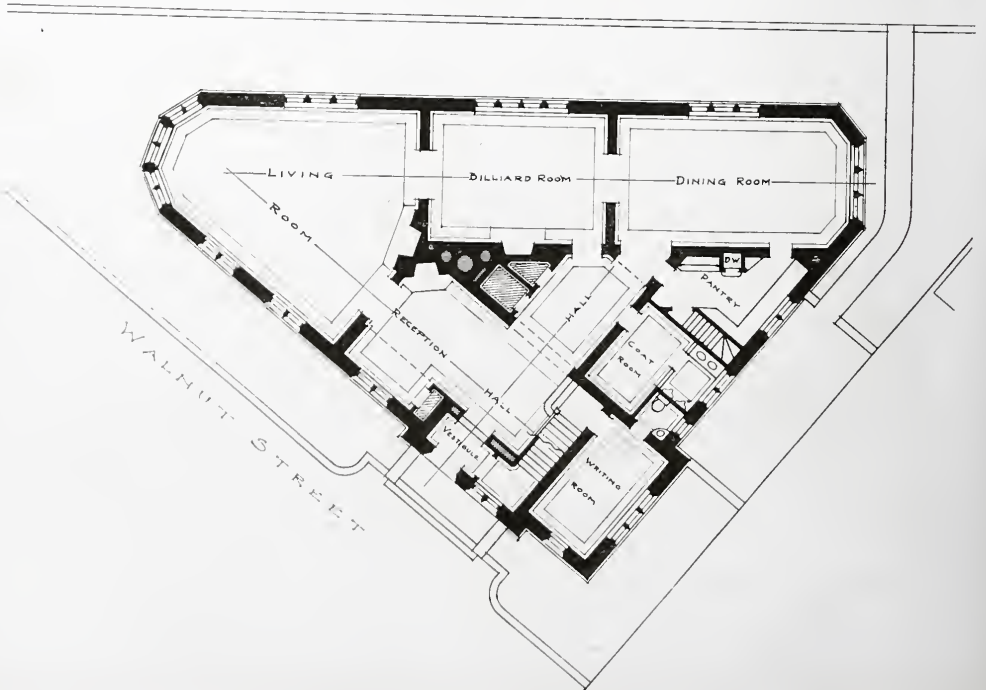 LIVING
ROOM
BILLIARD ROOM
DINING ROOM
RECEPTION
HALL
HALL
DW
PANTRY
COAT
ROOM
VESTIBULE
WRITING
ROOM
WALNUT STREET